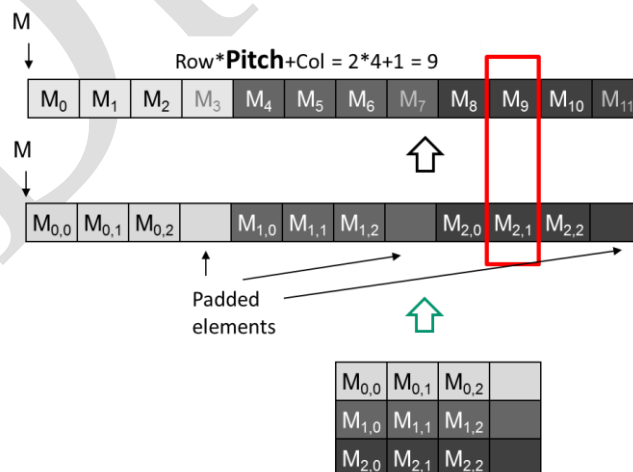 M
Row*Pitch+Col = 2*4+1 = 9
M0 M1 M2 M3 M4 M5 M6 M7 M8 M9 M10 M11
M
M0,0 M0,1 M0,2 M1,0 M1,1 M1,2 M2,0 M2,1 M2,2
Padded
elements
M0,0 M0,1 M0,2
M1,0 M1,1 M1,2
M2,0 M2,1 M2,2